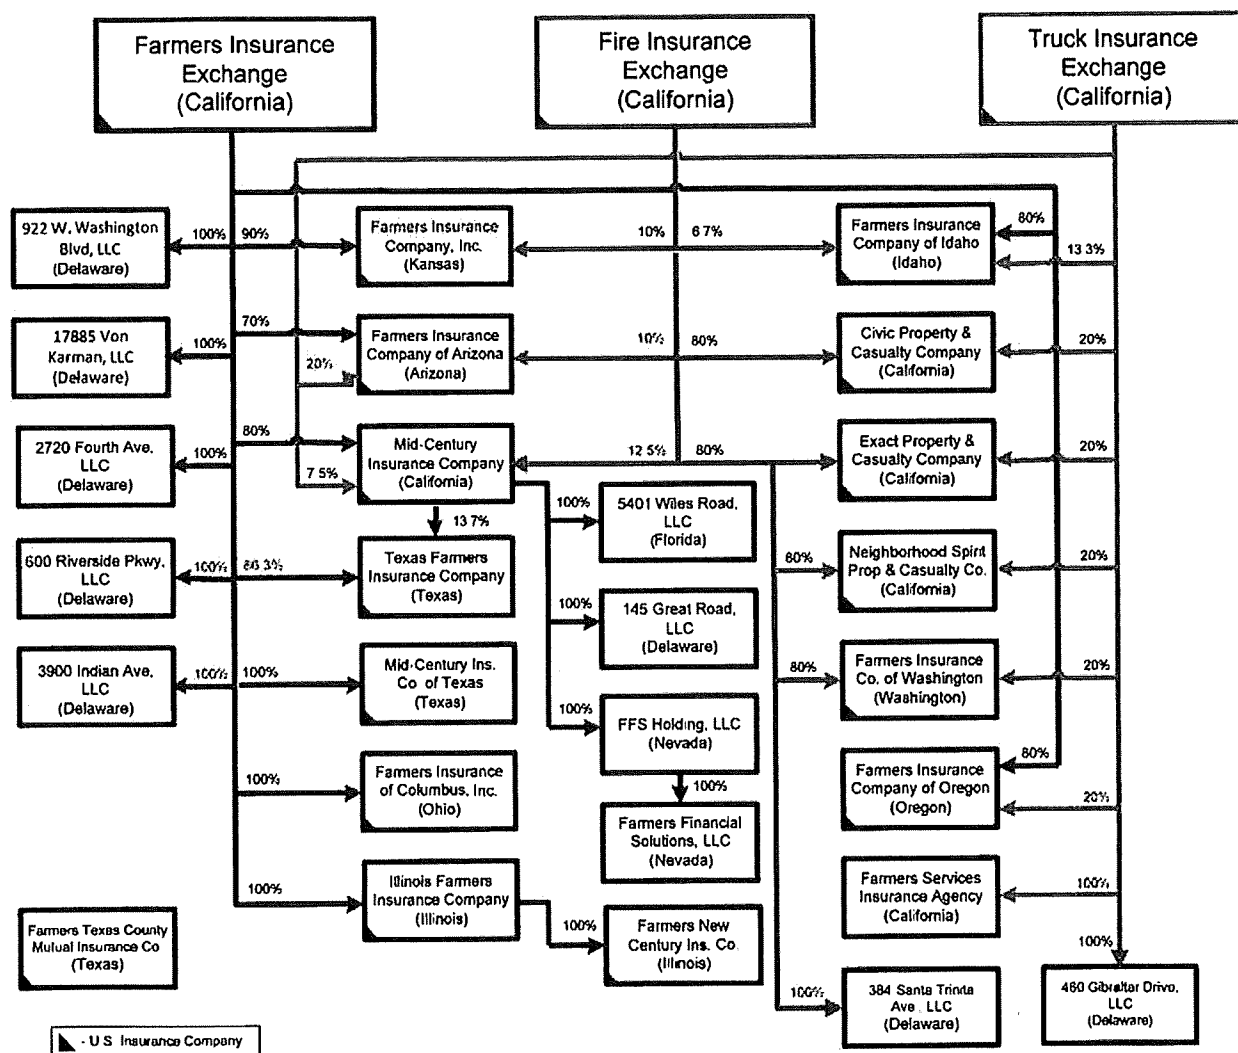 Farmers Insurance
Exchange
(California)
Fire Insurance
Exchange
(California)
Truck Insurance
Exchange
(California)
922 W. Washington
Blvd, LLC
(Delaware)
100%
90%
Farmers Insurance
Company, Inc.
(Kansas)
10%
6.7%
Farmers Insurance
Company of Idaho
(Idaho)
80%
13.3%
17885 Von
Karman, LLC
(Delaware)
100%
70%
20%
Farmers Insurance
Company of Arizona
(Arizona)
10%
80%
Civic Property &
Casualty Company
(California)
20%
2720 Fourth Ave,
LLC
(Delaware)
100%
80%
7.5%
Mid-Century
Insurance Company
(California)
12.5%
80%
Exact Property &
Casualty Company
(California)
20%
13.7%
100%
5401 Wiles Road,
LLC
(Florida)
600 Riverside Pkwy,
LLC
(Delaware)
100%
86.3%
Texas Farmers
Insurance Company
(Texas)
80%
Neighborhood Spirit
Prop & Casualty Co.
(California)
20%
100%
145 Great Road,
LLC
(Delaware)
3900 Indian Ave,
LLC
(Delaware)
100%
100%
Mid-Century Ins.
Co. of Texas
(Texas)
80%
Farmers Insurance
Co. of Washington
(Washington)
20%
100%
FFS Holding, LLC
(Nevada)
100%
Farmers Insurance
of Columbus, Inc.
(Ohio)
100%
Farmers Financial
Solutions, LLC
(Nevada)
Farmers Insurance
Company of Oregon
(Oregon)
80%
20%
100%
Illinois Farmers
Insurance Company
(Illinois)
100%
Farmers New
Century Ins. Co.
(Illinois)
Farmers Services
Insurance Agency
(California)
100%
Farmers Texas County
Mutual Insurance Co
(Texas)
100%
384 Santa Trinita
Ave., LLC
(Delaware)
100%
460 Gibraltar Drive,
LLC
(Delaware)
- U.S. Insurance Company